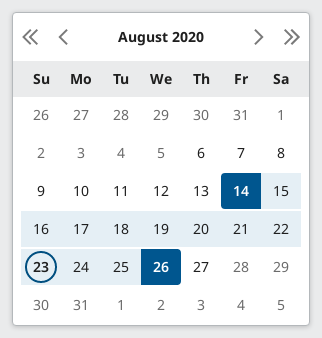 August 2020
Su Mo Tu We Th Fr Sa
26 27 28 29 30 31 1
2 3 4 5 6 7 8
9 10 11 12 13 14 15
16 17 18 19 20 21 22
23 24 25 26 27 28 29
30 31 1 2 3 4 5